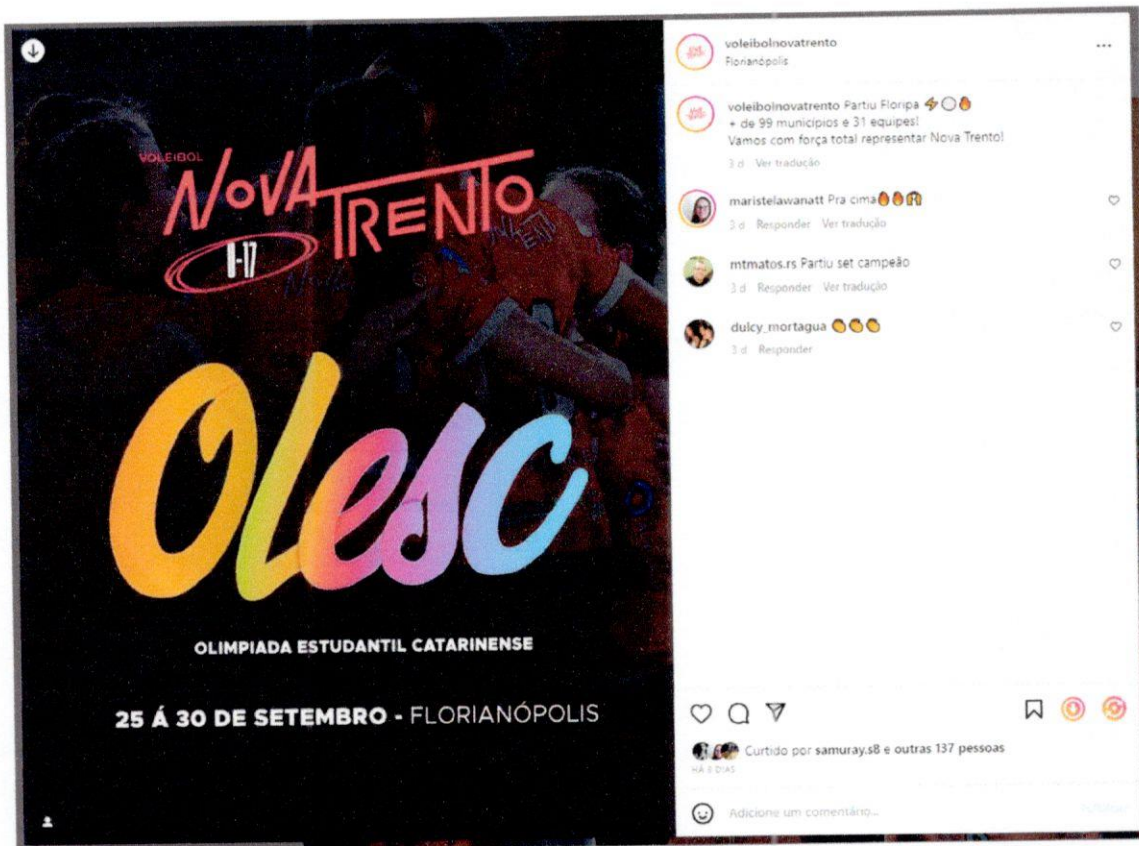 VOLEIBOL
NOVA TRENTO
voleibolnovatrento
Florianópolis
voleibolnovatrento Partiu Floripa ⚡⚪🔥
+ de 99 municípios e 31 equipes!
Vamos com força total representar Nova Trento!
3 d Ver tradução
maristelawanatt Pra cima🔥🔥
3 d Responder Ver tradução
mtmatos.rs Partiu set campeão
3 d Responder Ver tradução
dulcy_mortagua 👏👏👏
3 d Responder
Olesc
OLIMPIADA ESTUDANTIL CATARINENSE
25 Á 30 DE SETEMBRO - FLORIANÓPOLIS
Curtido por samuray.s8 e outras 137 pessoas
Adicione um comentário...